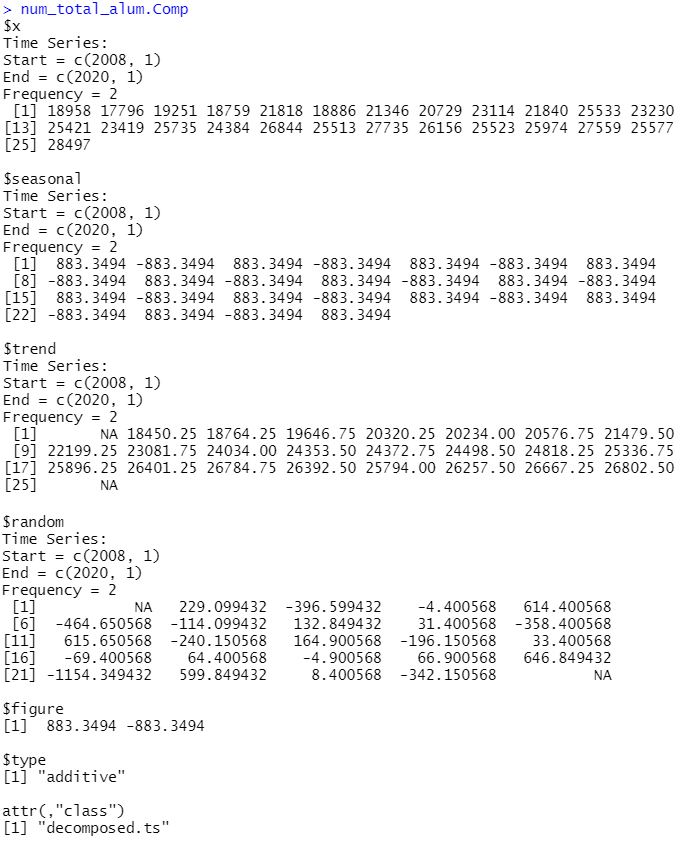 > num_total_alum.Comp
$x
Time Series:
Start = c(2008, 1)
End = c(2020, 1)
Frequency = 2
[1] 18958 17796 19251 18759 21818 18886 21346 20729 23114 21840 25533 23230
[13] 25421 23419 25735 24384 26844 25513 27735 26156 25523 25974 27559 25577
[25] 28497
$seasonal
Time Series:
Start = c(2008, 1)
End = c(2020, 1)
Frequency = 2
[1] 883.3494 -883.3494 883.3494 -883.3494 883.3494 -883.3494 883.3494
[8] -883.3494 883.3494 -883.3494 883.3494 -883.3494 883.3494 -883.3494
[15] 883.3494 -883.3494 883.3494 -883.3494 883.3494 -883.3494 883.3494
[22] -883.3494 883.3494 -883.3494 883.3494
$trend
Time Series:
Start = c(2008, 1)
End = c(2020, 1)
Frequency = 2
[1] NA 18450.25 18764.25 19646.75 20320.25 20234.00 20576.75 21479.50
[9] 22199.25 23081.75 24034.00 24353.50 24372.75 24498.50 24818.25 25336.75
[17] 25896.25 26401.25 26784.75 26392.50 25794.00 26257.50 26667.25 26802.50
[25] NA
$random
Time Series:
Start = c(2008, 1)
End = c(2020, 1)
Frequency = 2
[1] NA 229.099432 -396.599432 -4.400568 614.400568
[6] -464.650568 -114.099432 132.849432 31.400568 -358.400568
[11] 615.650568 -240.150568 164.900568 -196.150568 33.400568
[16] -69.400568 64.400568 -4.900568 66.900568 646.849432
[21] -1154.349432 599.849432 8.400568 -342.150568 NA
$figure
[1] 883.3494 -883.3494
$type
[1] "additive"
attr(,"class")
[1] "decomposed.ts"